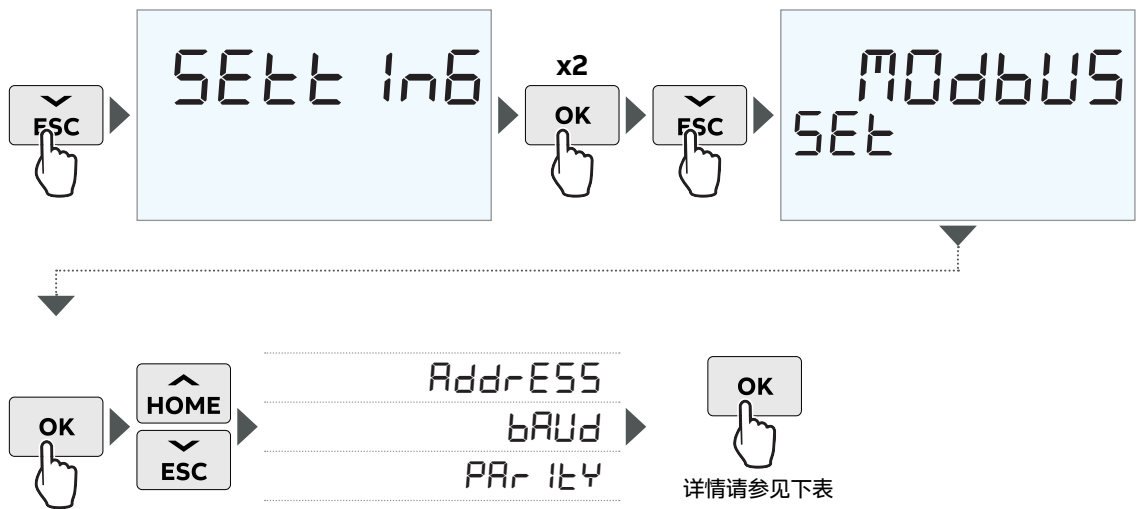 ESC
SEtt InG
x2
OK
ESC
MOdbUS
SEt
OK
HOME
ESC
AddrESS
bAUd
PAr ItY
OK
详情请参见下表